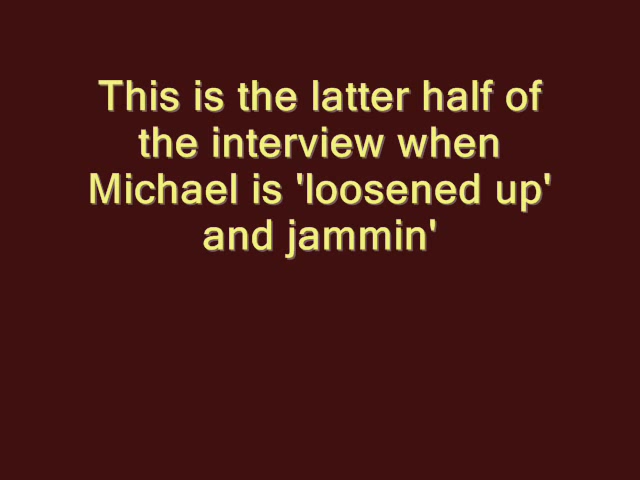 This is the latter half of
the interview when
Michael is 'loosened up'
and jammin'